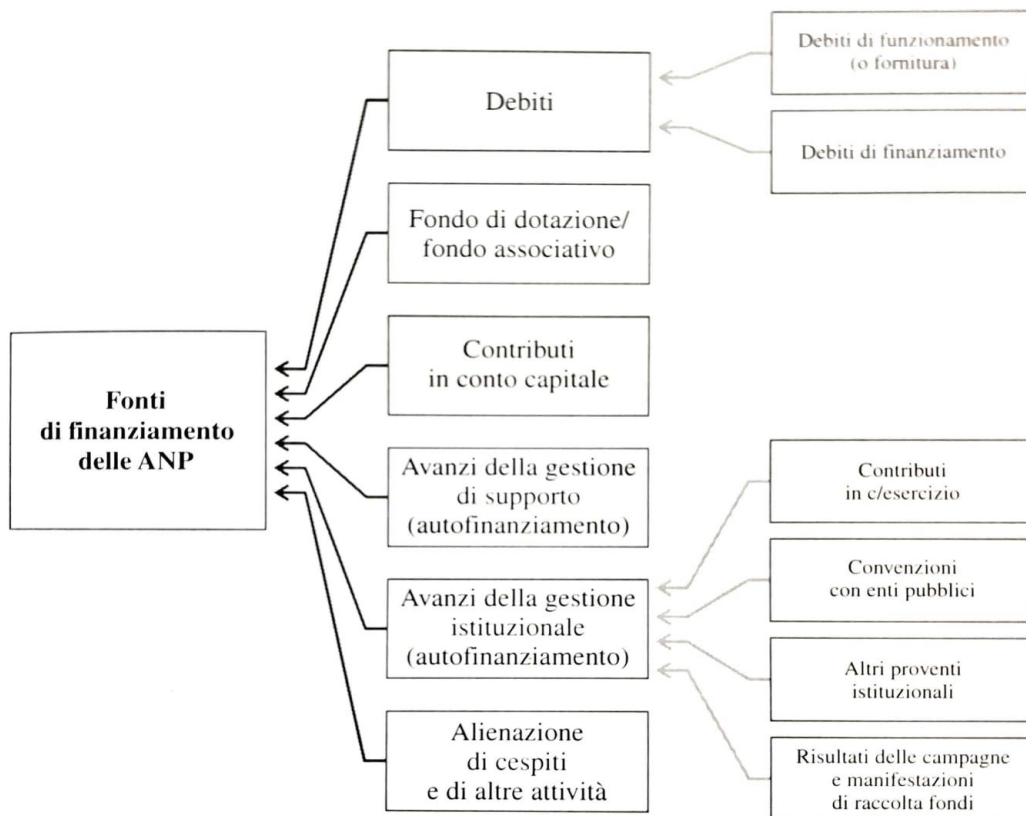 Fonti
di finanziamento
delle ANP
Debiti
Fondo di dotazione/
fondo associativo
Contributi
in conto capitale
Avanzi della gestione
di supporto
(autofinanziamento)
Avanzi della gestione
istituzionale
(autofinanziamento)
Alienazione
di cespiti
e di altre attività
Debiti di funzionamento
(o fornitura)
Debiti di finanziamento
Contributi
in c/esercizio
Convenzioni
con enti pubblici
Altri proventi
istituzionali
Risultati delle campagne
e manifestazioni
di raccolta fondi